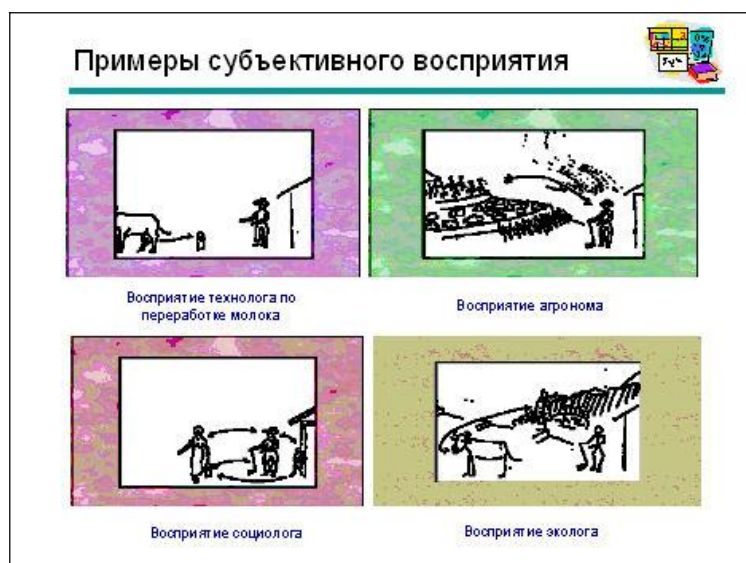 Примеры субъективного восприятия
Восприятие технолога по
переработке молока
Восприятие агронома
Восприятие социолога
Восприятие эколога